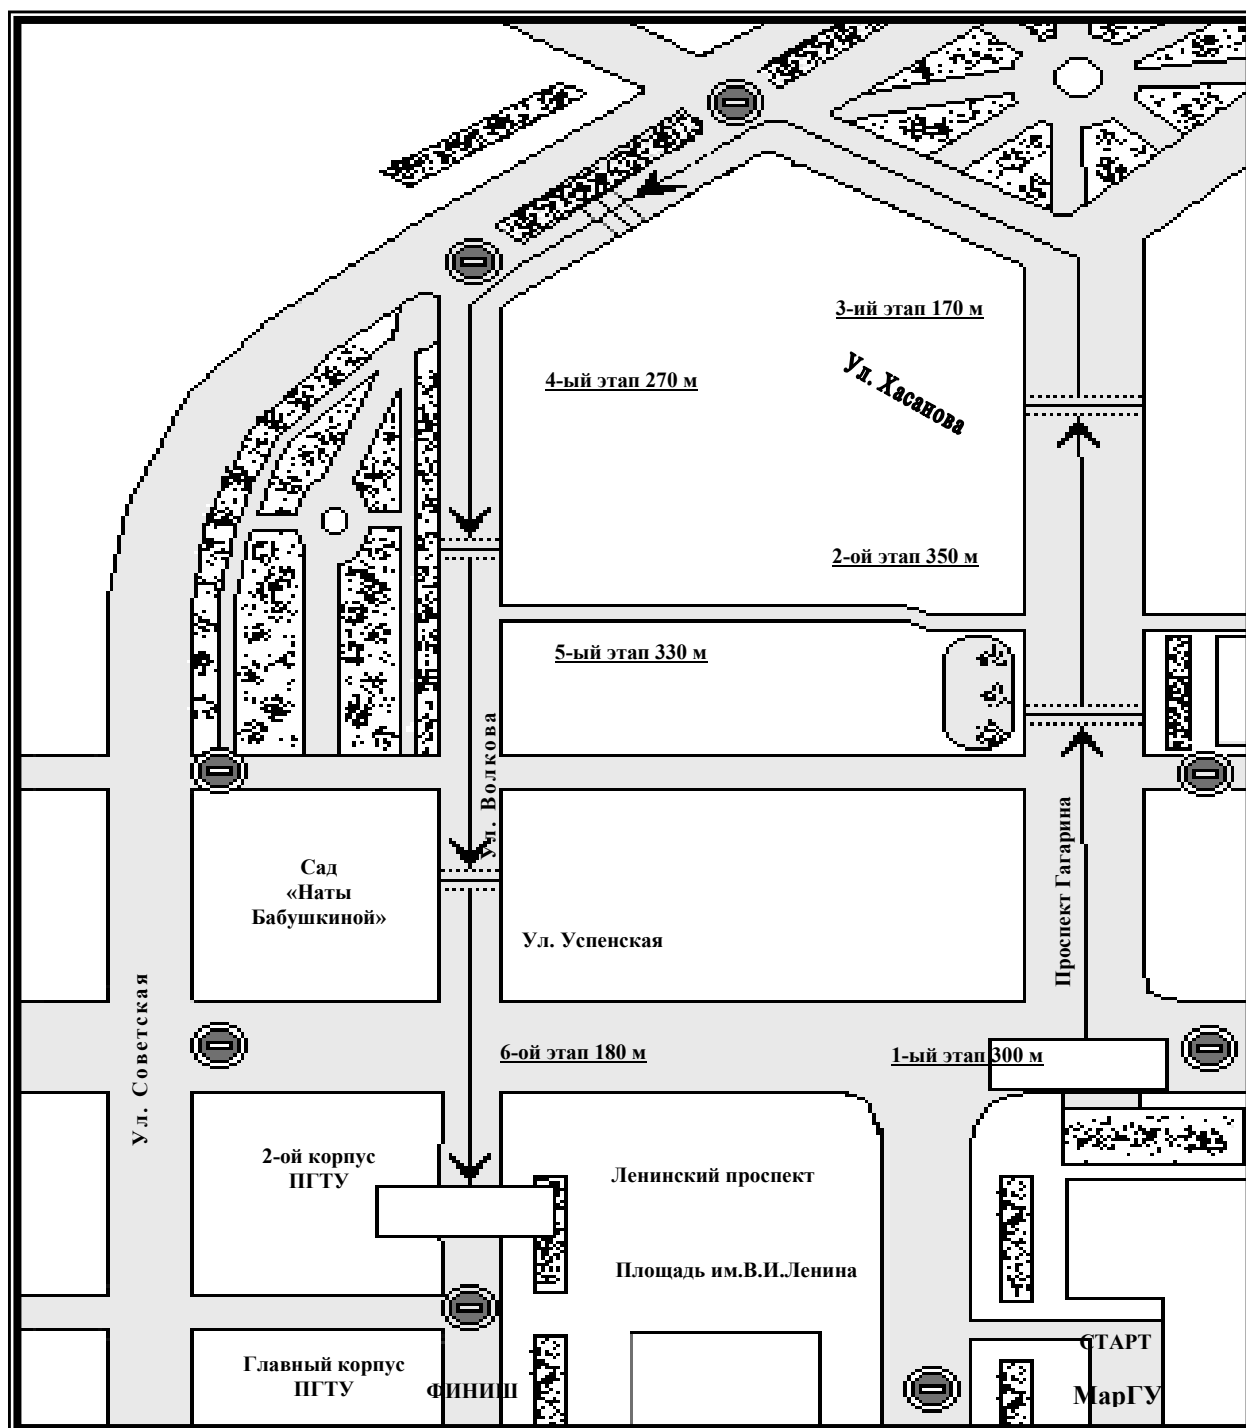 3-ий этап 170 м
Ул. Хасанова
4-ый этап 270 м
2-ой этап 350 м
5-ый этап 330 м
Ул. Волкова
Проспект Гагарина
Сад
«Наты
Бабушкиной»
Ул. Успенская
Ул. Советская
6-ой этап 180 м
1-ый этап 300 м
2-ой корпус
ПГТУ
Ленинский проспект
Площадь им.В.И.Ленина
СТАРТ
Главный корпус
ПГТУ
ФИНИШ
МарГУ